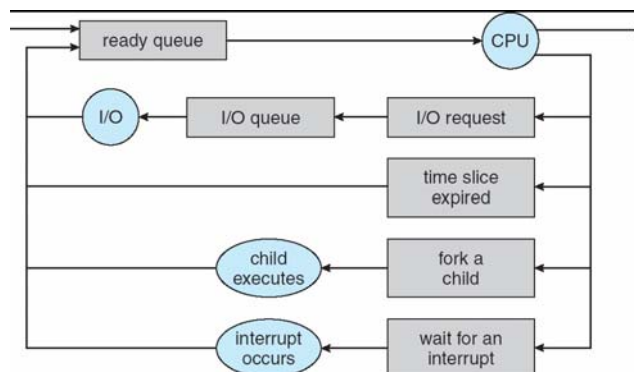 ready queue
CPU
I/O
I/O queue
I/O request
time slice
expired
child
executes
fork a
child
interrupt
occurs
wait for an
interrupt